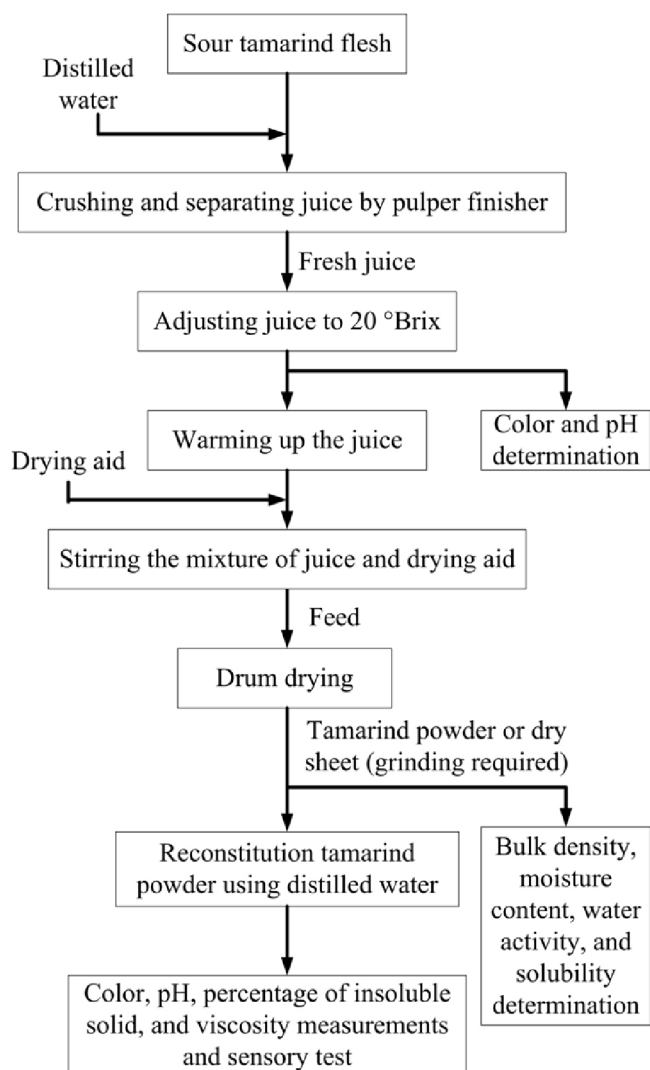 Sour tamarind flesh
Distilled
water
Crushing and separating juice by pulper finisher
Fresh juice
Adjusting juice to 20 °Brix
Warming up the juice
Color and pH
determination
Drying aid
Stirring the mixture of juice and drying aid
Feed
Drum drying
Tamarind powder or dry
sheet (grinding required)
Reconstitution tamarind
powder using distilled water
Bulk density,
moisture
content, water
activity, and
solubility
determination
Color, pH, percentage of insoluble
solid, and viscosity measurements
and sensory test